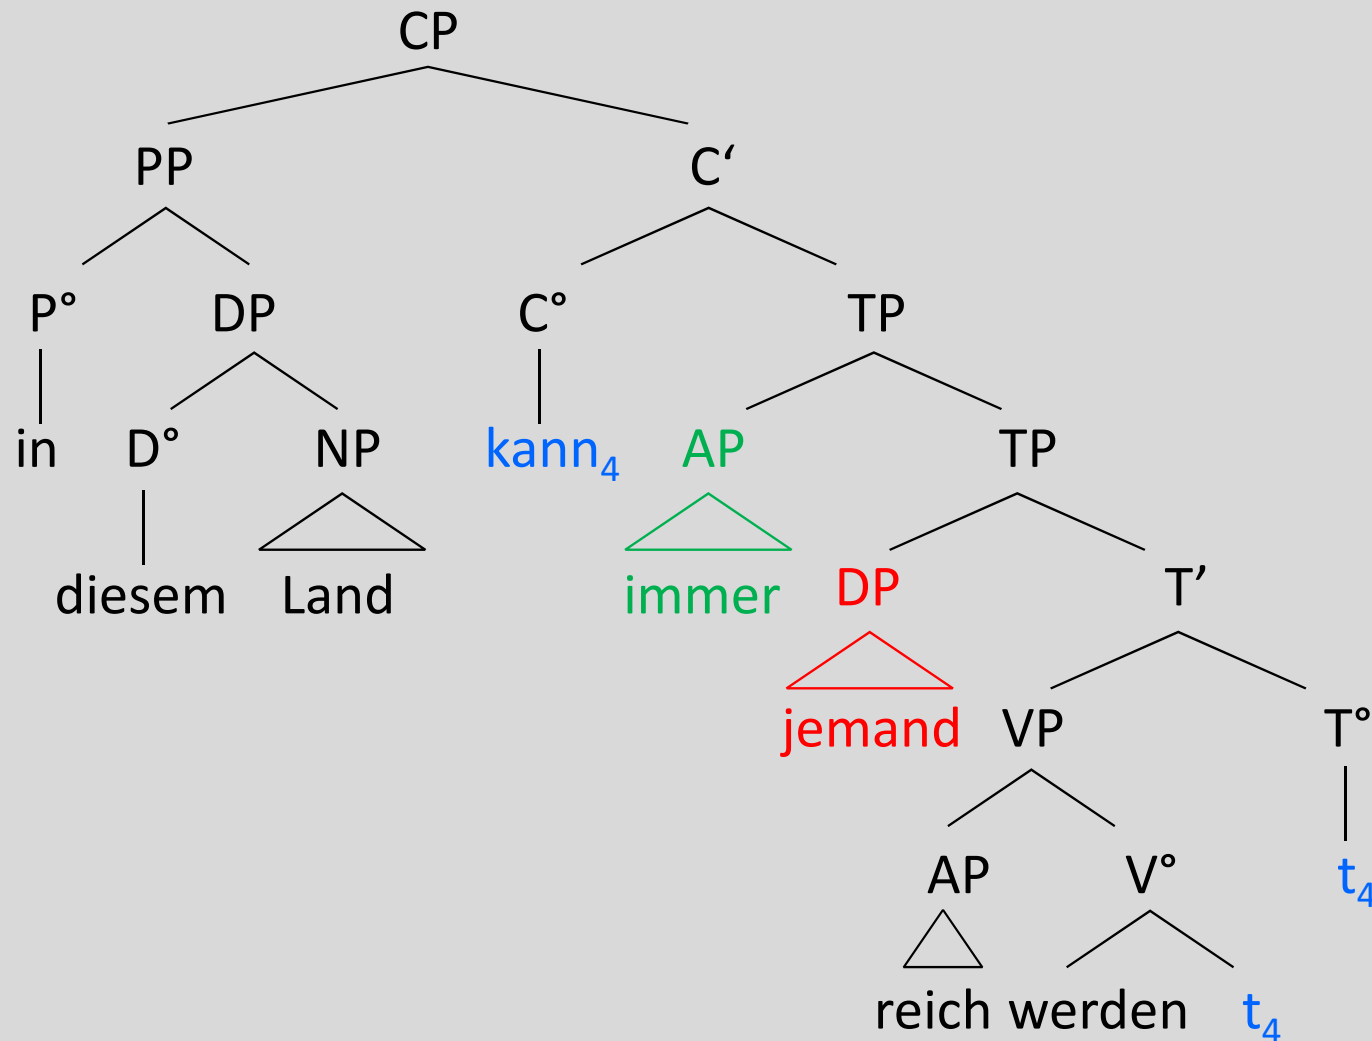 CP
PP C‘
P° DP C° TP
in D° NP kann₄ AP TP
diesem Land immer DP T’
jemand VP T°
AP V° t₄
reich werden t₄